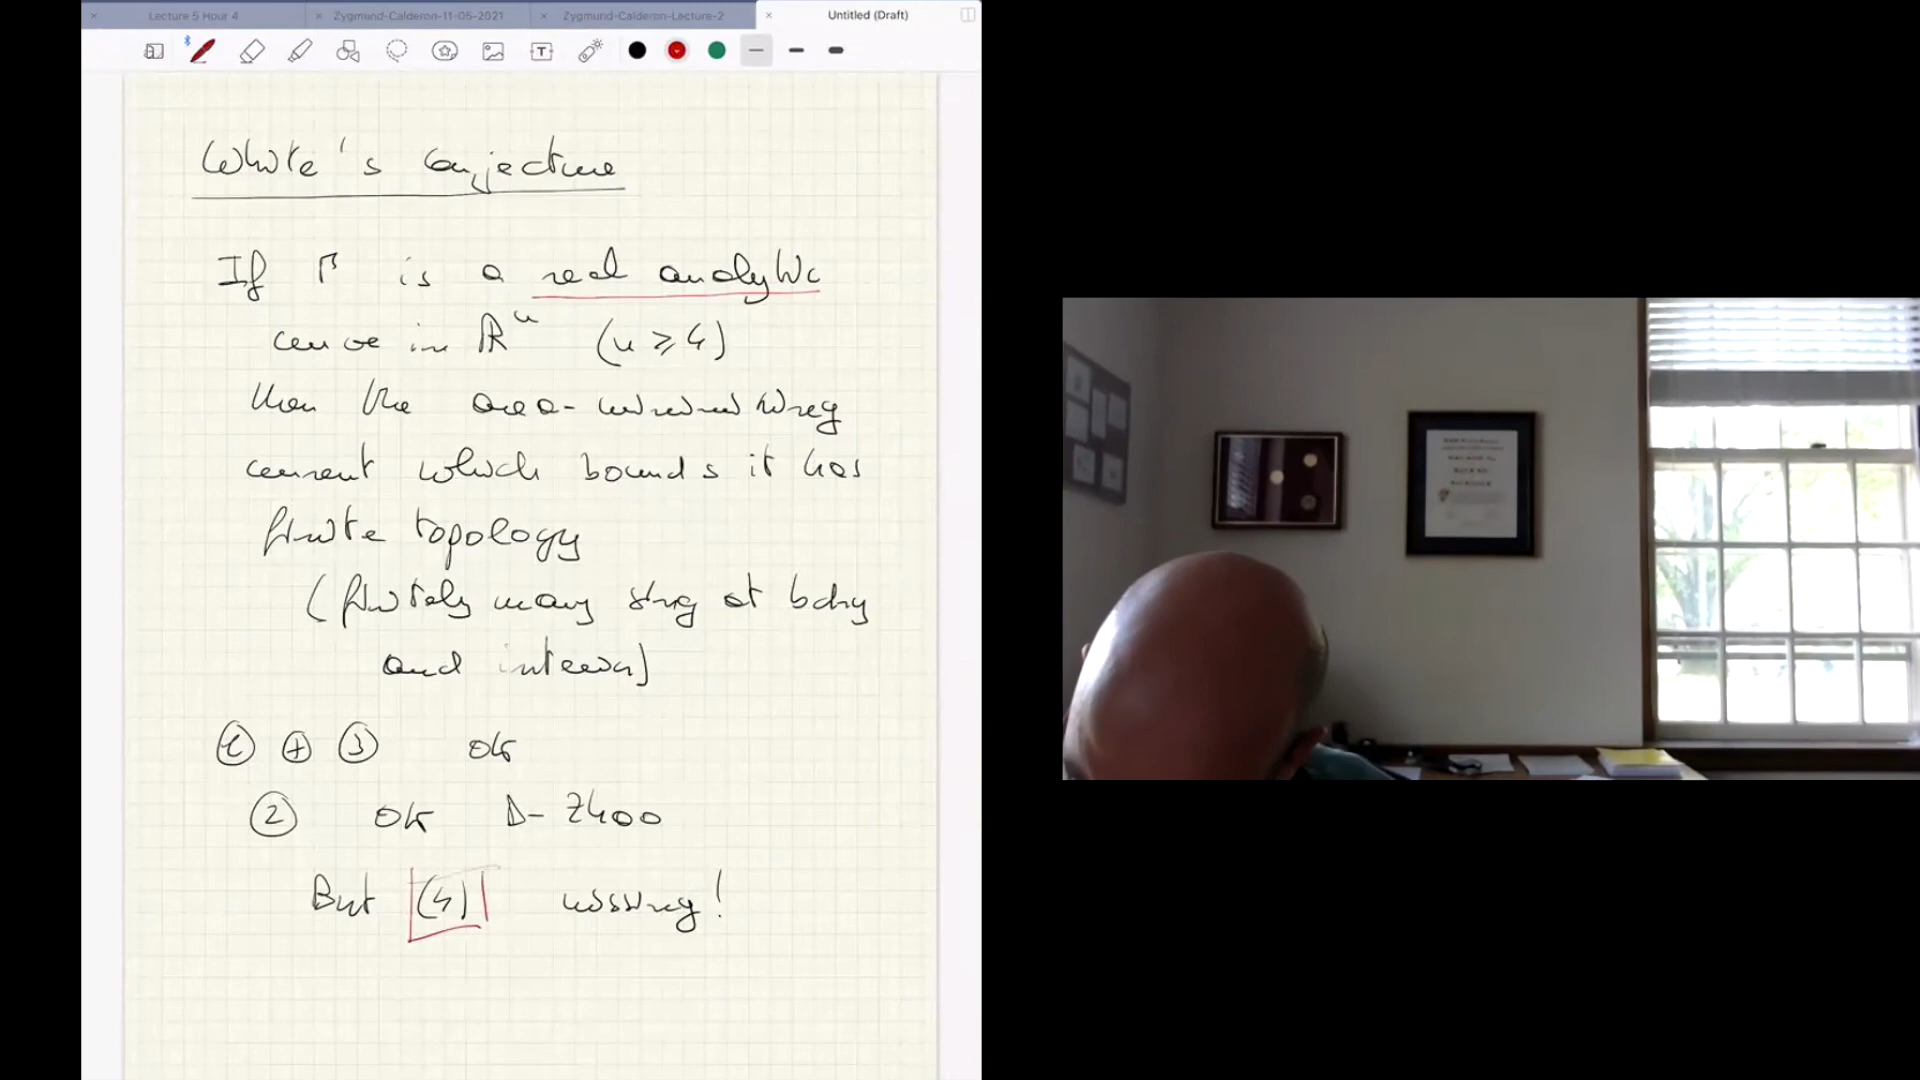 Lecture 5 Hour 4
Zygmund-Calderon-11-05-2021
Zygmund-Calderon-Lecture-2
Untitled (Draft)
White's conjecture
If Γ is a real analytic
curve in ℝⁿ (n ≥ 4)
then the area-minimizing
current which bounds it has
finite topology
(finitely many sing at bdry
and interior)
① + ③ ok
② ok D-Zhoo
But (4) missing!